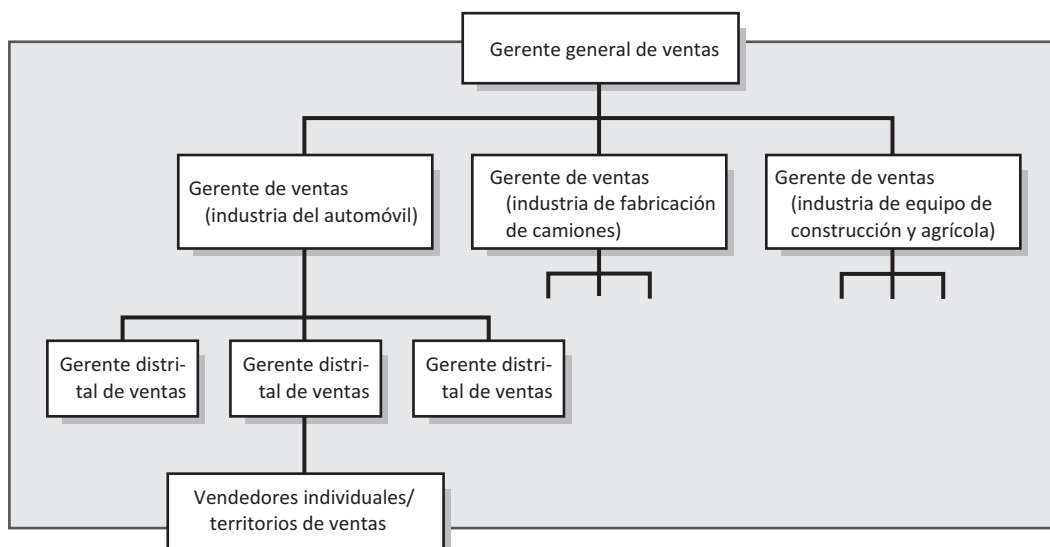 Gerente general de ventas
Gerente de ventas
(industria del automóvil)
Gerente de ventas
(industria de fabricación
de camiones)
Gerente de ventas
(industria de equipo de
construcción y agrícola)
Gerente distri-
tal de ventas
Gerente distri-
tal de ventas
Gerente distri-
tal de ventas
Vendedores individuales/
territorios de ventas